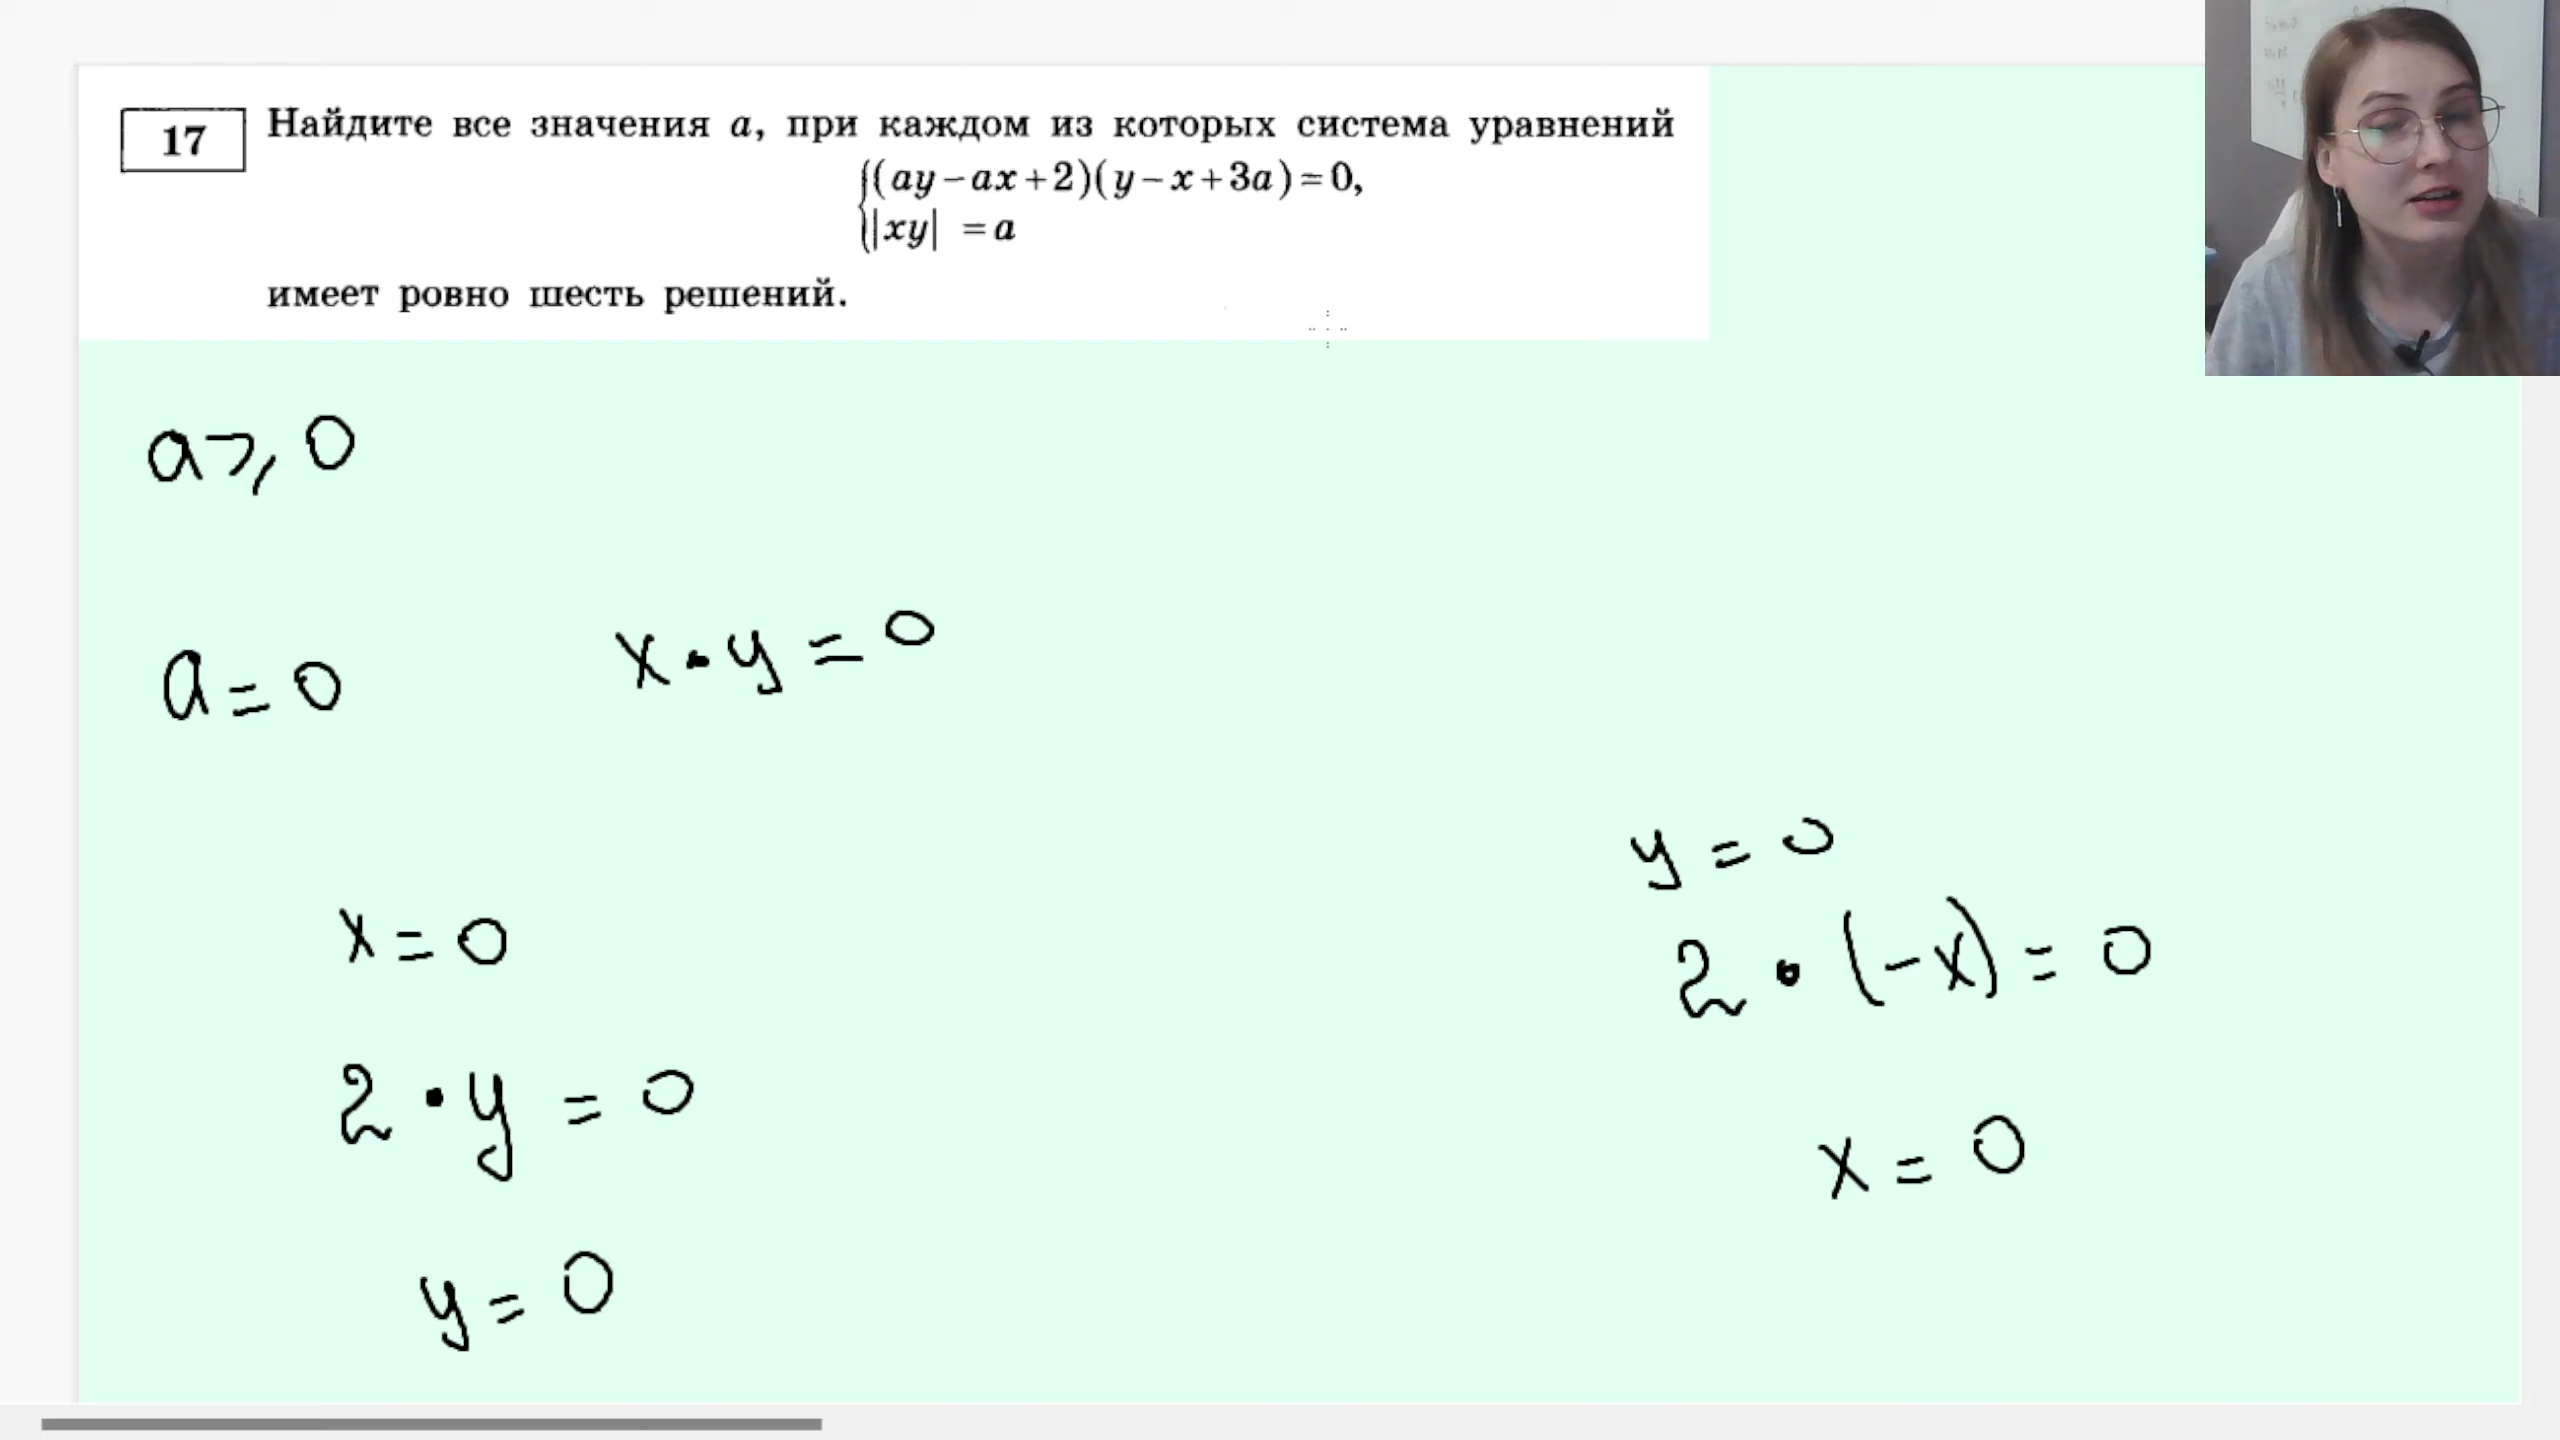 17
Найдите все значения a, при каждом из которых система уравнений
(ay − ax + 2)(y − x + 3a) = 0,
|xy| = a
имеет ровно шесть решений.
a ⩾ 0
a = 0
x · y = 0
x = 0
2 · y = 0
y = 0
y = 0
2 · (−x) = 0
x = 0